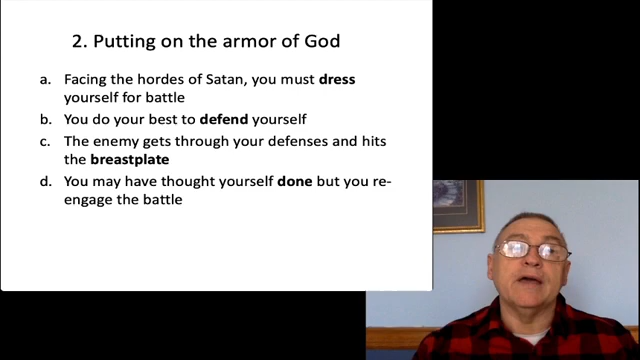 2. Putting on the armor of God
a. Facing the hordes of Satan, you must dress
yourself for battle
b. You do your best to defend yourself
c. The enemy gets through your defenses and hits
the breastplate
d. You may have thought yourself done but you re-
engage the battle